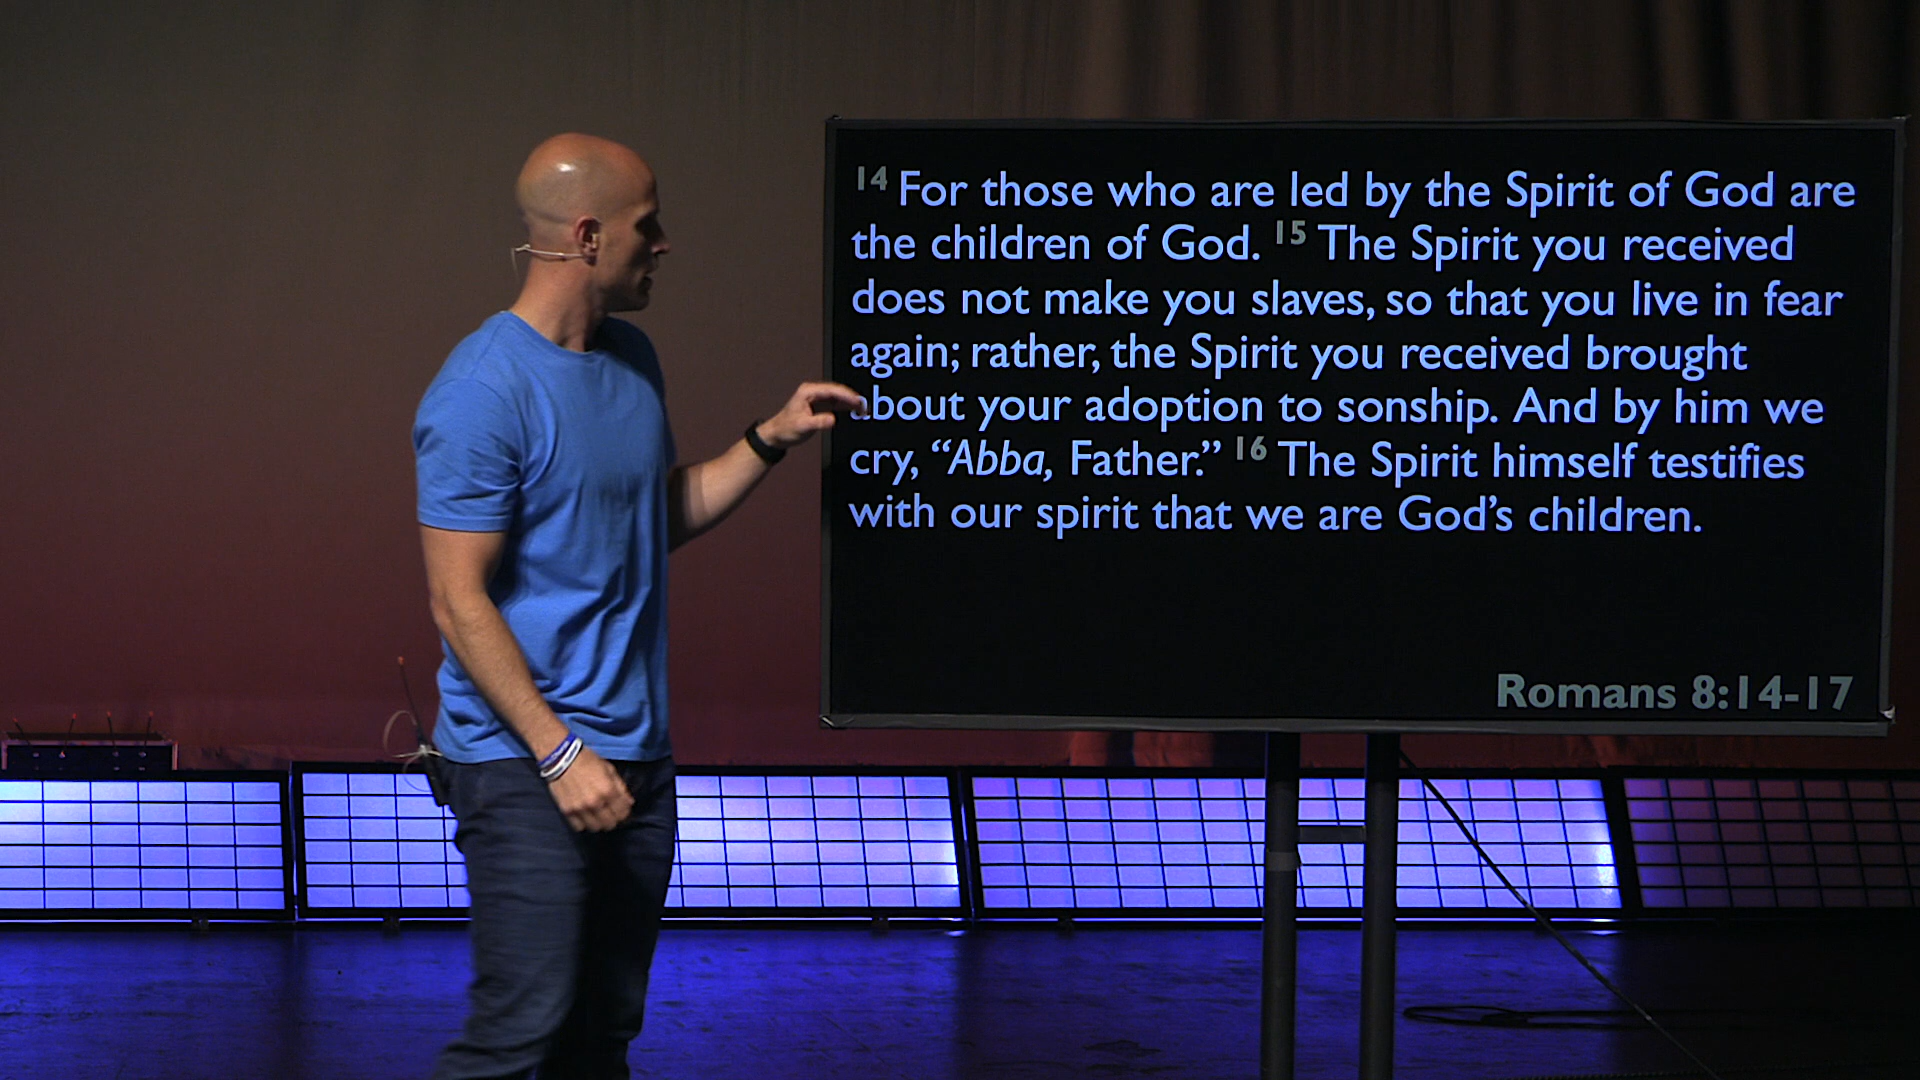 14 For those who are led by the Spirit of God are
the children of God. 15 The Spirit you received
does not make you slaves, so that you live in fear
again; rather, the Spirit you received brought
about your adoption to sonship. And by him we
cry, “Abba, Father.” 16 The Spirit himself testifies
with our spirit that we are God’s children.
Romans 8:14-17